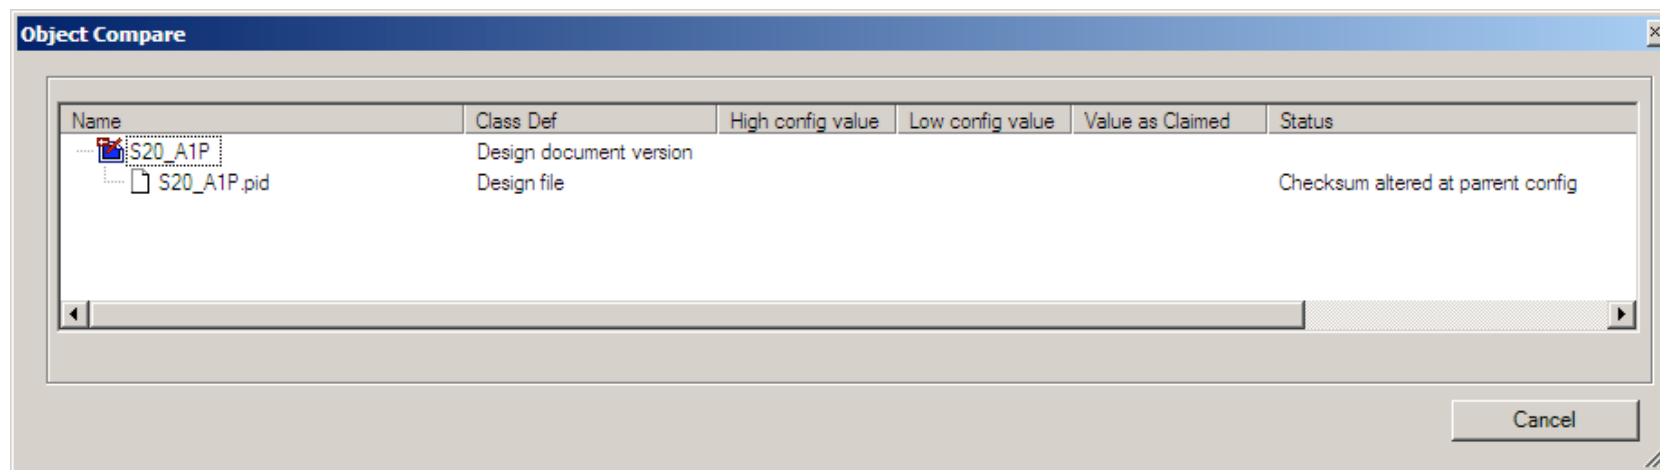 Object Compare
Name Class Def High config value Low config value Value as Claimed Status
S20_A1P Design document version
S20_A1P.pid Design file Checksum altered at parrent config
Cancel